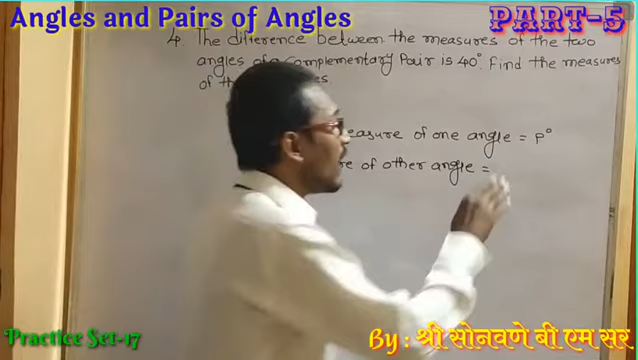 Angles and Pairs of Angles
PART-5
4. The difference between the measures of the two
angles of a complementary Pair is 40°. Find the measures
of
measure of one angle = P°
of other angle =
Practice Set-17
By : श्री सोनवणे बी एम सर